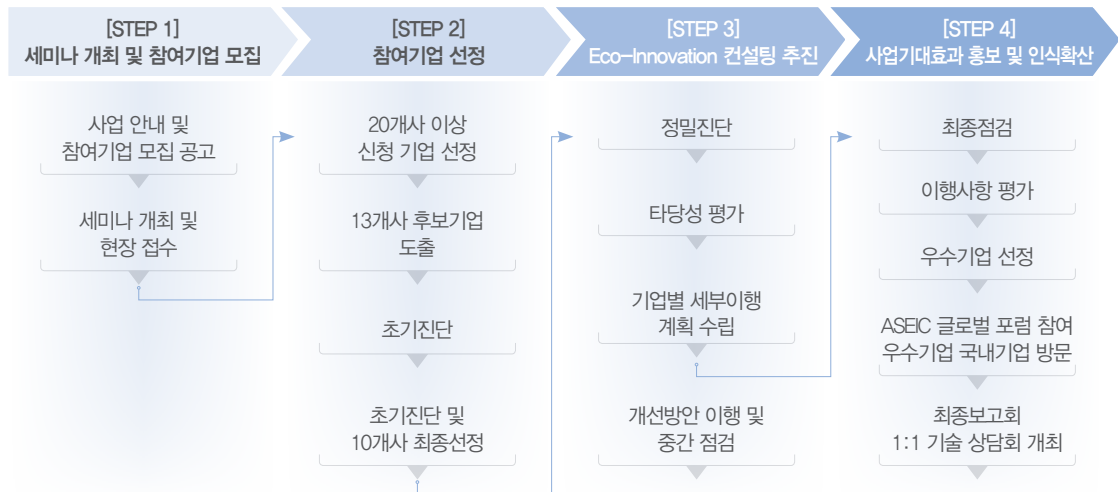 [STEP 1]
세미나 개최 및 참여기업 모집
사업 안내 및
참여기업 모집 공고
세미나 개최 및
현장 접수
[STEP 2]
참여기업 선정
20개사 이상
신청 기업 선정
13개사 후보기업
도출
초기진단
초기진단 및
10개사 최종선정
[STEP 3]
Eco-Innovation 컨설팅 추진
정밀진단
타당성 평가
기업별 세부이행
계획 수립
개선방안 이행 및
중간 점검
[STEP 4]
사업기대효과 홍보 및 인식확산
최종점검
이행사항 평가
우수기업 선정
ASEIC 글로벌 포럼 참여
우수기업 국내기업 방문
최종보고회
1:1 기술 상담회 개최